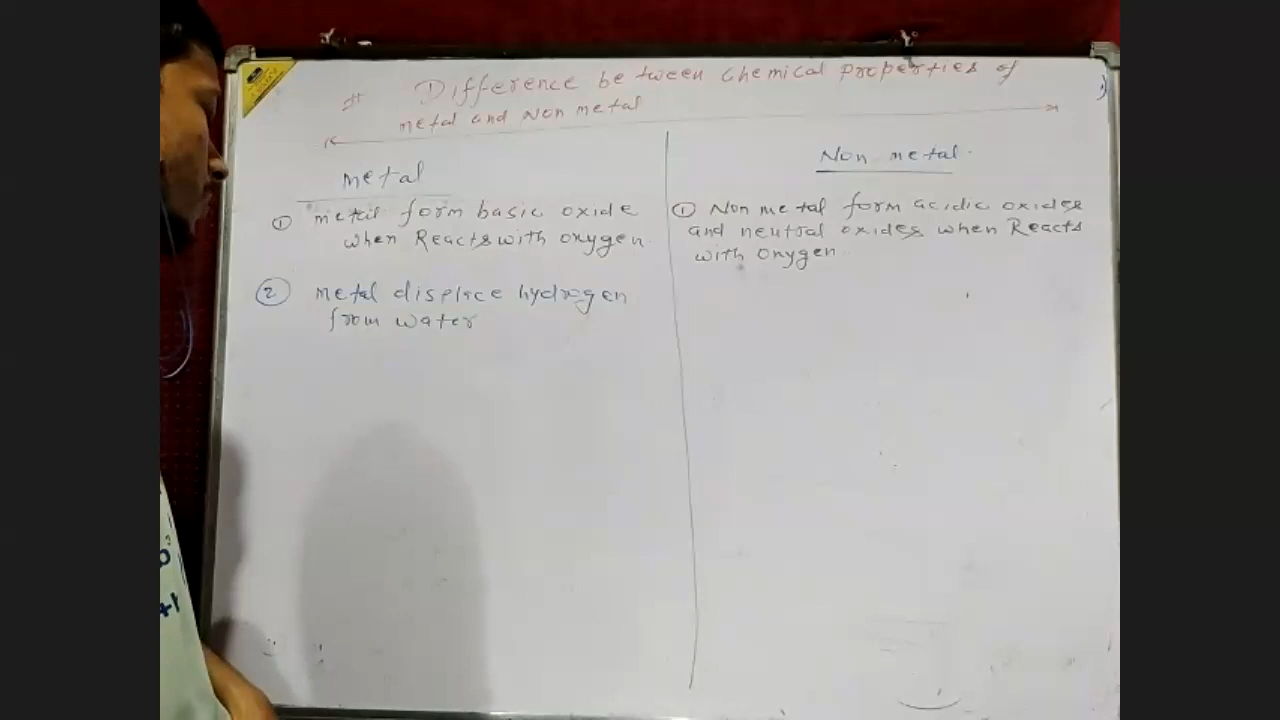 # Difference between chemical properties of
metal and Non metal
metal
① metals form basic oxide
when Reacts with oxygen.
② metal displace hydrogen
from water
Non metal.
① Non metal form acidic oxides
and neutral oxides when Reacts
with oxygen.